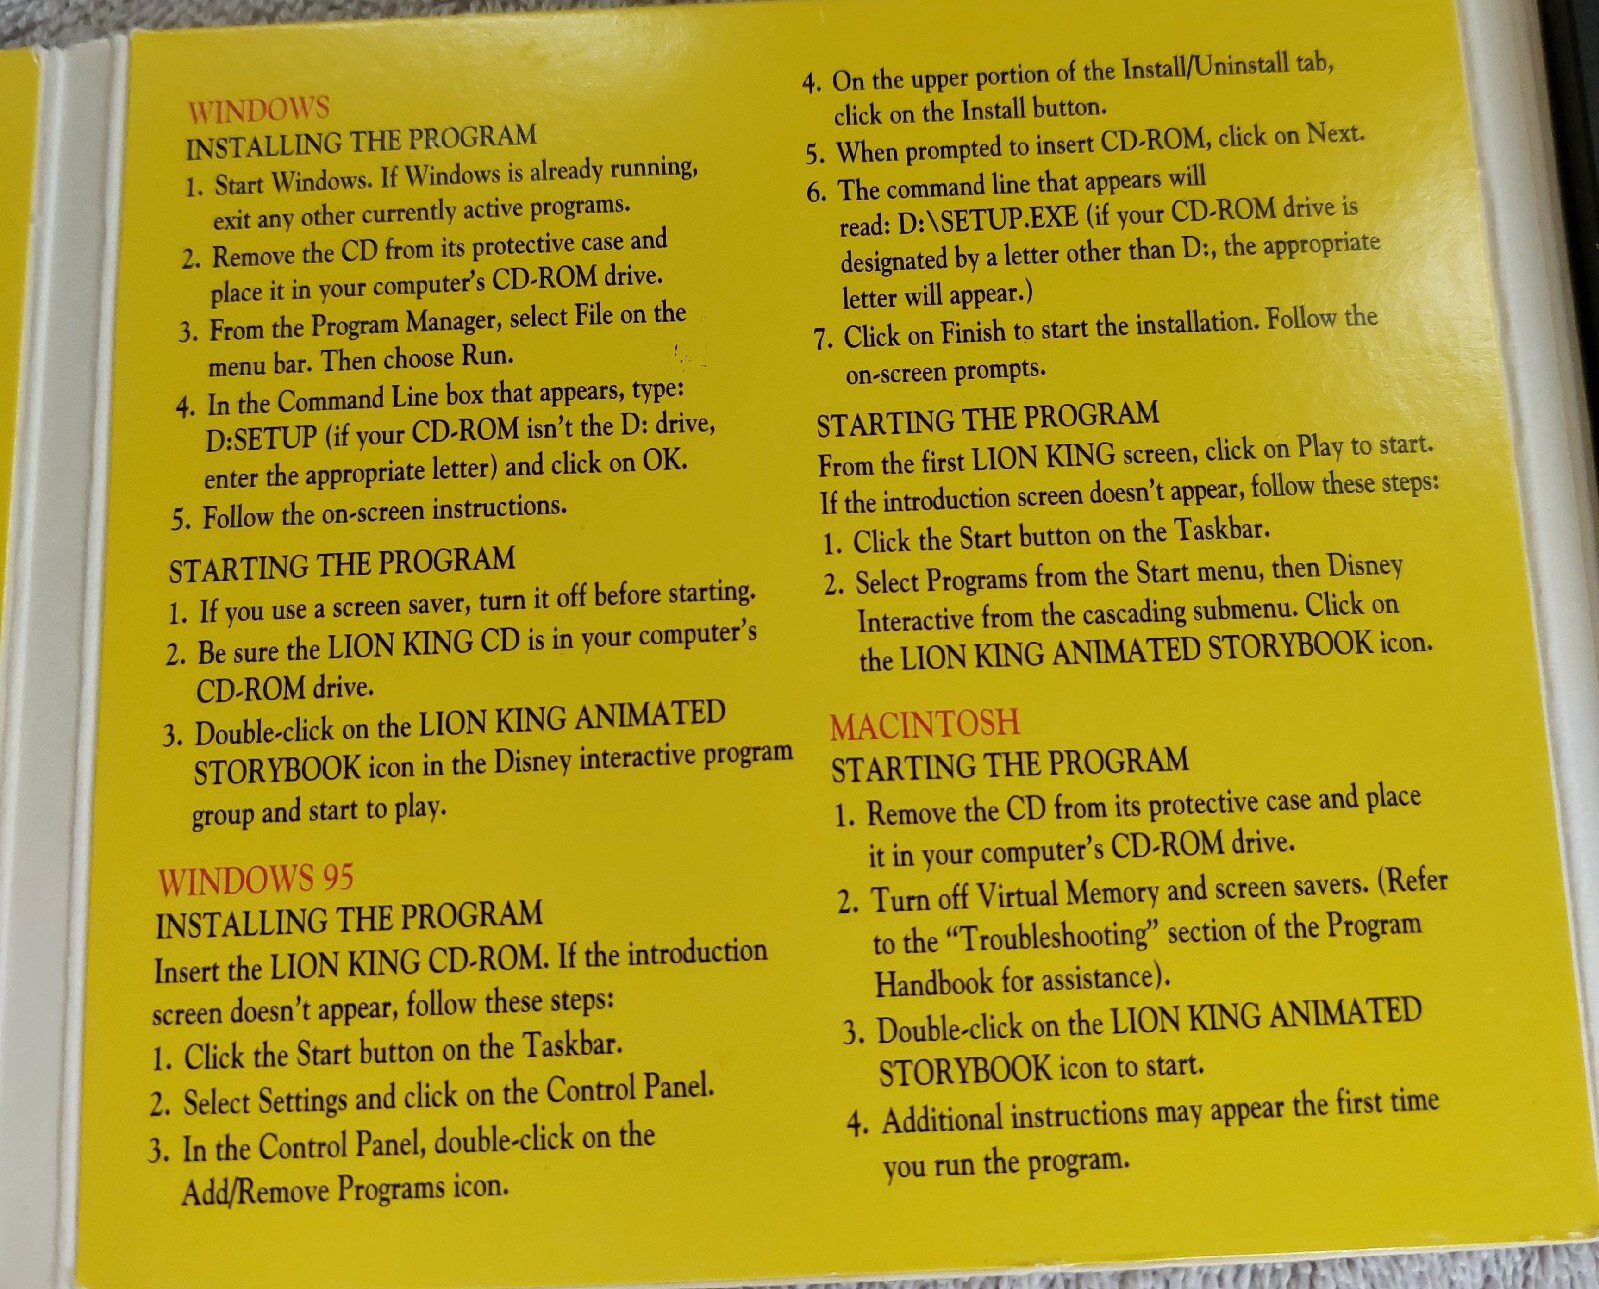 WINDOWS
INSTALLING THE PROGRAM
1. Start Windows. If Windows is already running,
exit any other currently active programs.
2. Remove the CD from its protective case and
place it in your computer's CD-ROM drive.
3. From the Program Manager, select File on the
menu bar. Then choose Run.
4. In the Command Line box that appears, type:
D:SETUP (if your CD-ROM isn't the D: drive,
enter the appropriate letter) and click on OK.
5. Follow the on-screen instructions.
STARTING THE PROGRAM
1. If you use a screen saver, turn it off before starting.
2. Be sure the LION KING CD is in your computer's
CD-ROM drive.
3. Double-click on the LION KING ANIMATED
STORYBOOK icon in the Disney interactive program
group and start to play.
WINDOWS 95
INSTALLING THE PROGRAM
Insert the LION KING CD-ROM. If the introduction
screen doesn't appear, follow these steps:
1. Click the Start button on the Taskbar.
2. Select Settings and click on the Control Panel.
3. In the Control Panel, double-click on the
Add/Remove Programs icon.
4. On the upper portion of the Install/Uninstall tab,
click on the Install button.
5. When prompted to insert CD-ROM, click on Next.
6. The command line that appears will
read: D:\SETUP.EXE (if your CD-ROM drive is
designated by a letter other than D:, the appropriate
letter will appear.)
7. Click on Finish to start the installation. Follow the
on-screen prompts.
STARTING THE PROGRAM
From the first LION KING screen, click on Play to start.
If the introduction screen doesn't appear, follow these steps:
1. Click the Start button on the Taskbar.
2. Select Programs from the Start menu, then Disney
Interactive from the cascading submenu. Click on
the LION KING ANIMATED STORYBOOK icon.
MACINTOSH
STARTING THE PROGRAM
1. Remove the CD from its protective case and place
it in your computer's CD-ROM drive.
2. Turn off Virtual Memory and screen savers. (Refer
to the "Troubleshooting" section of the Program
Handbook for assistance).
3. Double-click on the LION KING ANIMATED
STORYBOOK icon to start.
4. Additional instructions may appear the first time
you run the program.